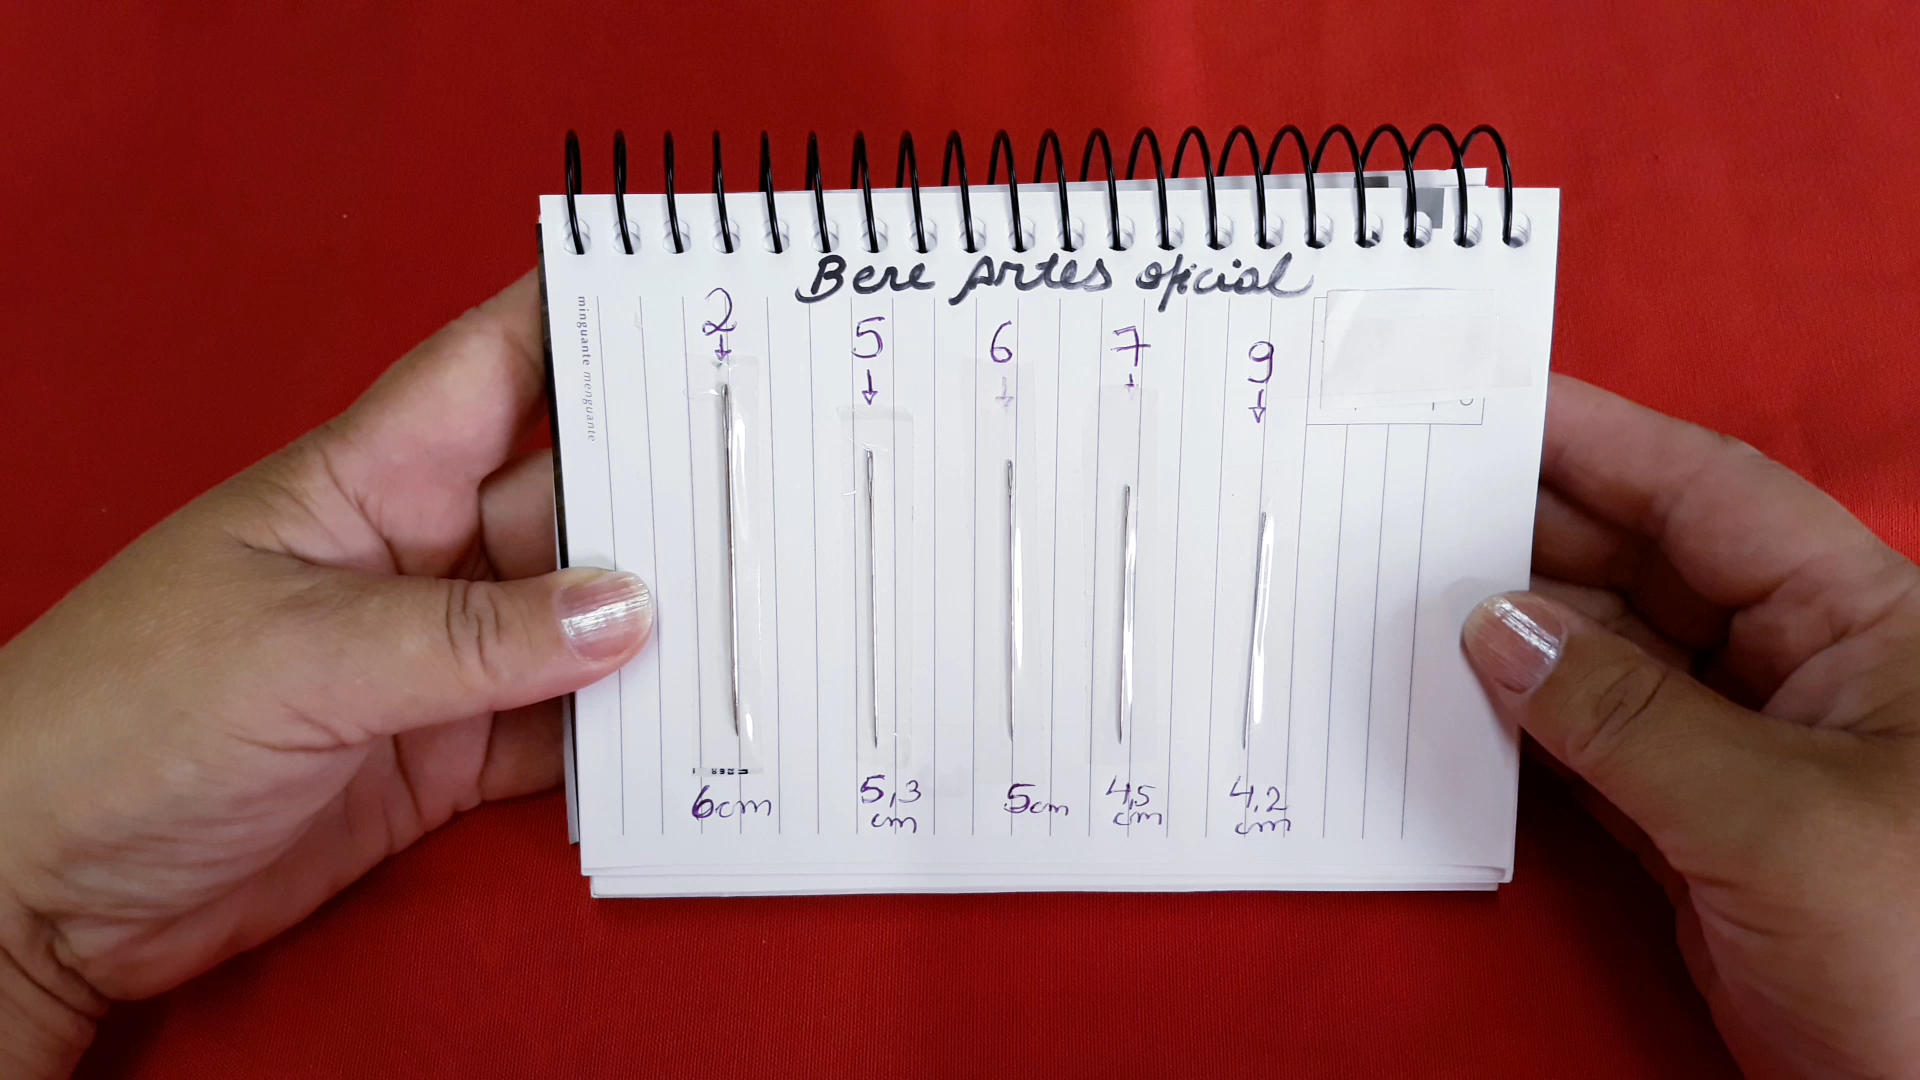 Bere Artes oficial
2 5 6 7 9
6cm 5,3 cm 5cm 4,5 cm 4,2 cm
minguante menguante